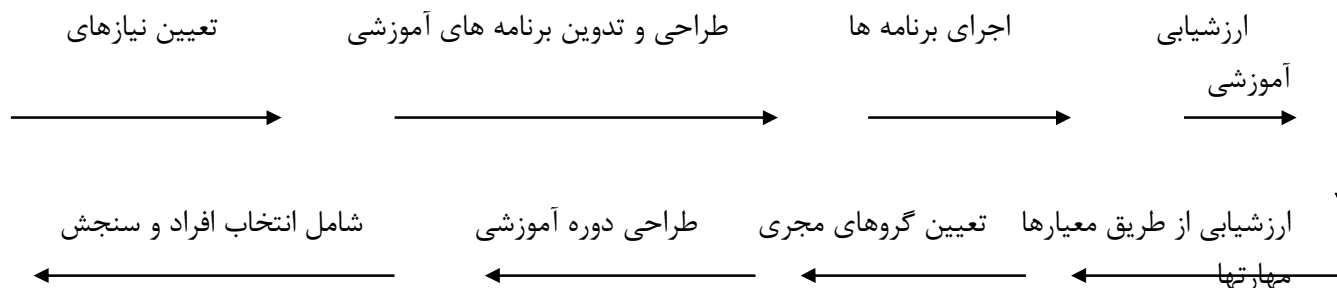 تعیین نیازهای طراحی و تدوین برنامه های آموزشی اجرای برنامه ها ارزشیابی
آموزشی
ارزشیابی از طریق معیارها تعیین گروهای مجری طراحی دوره آموزشی شامل انتخاب افراد و سنجش
مهارتها